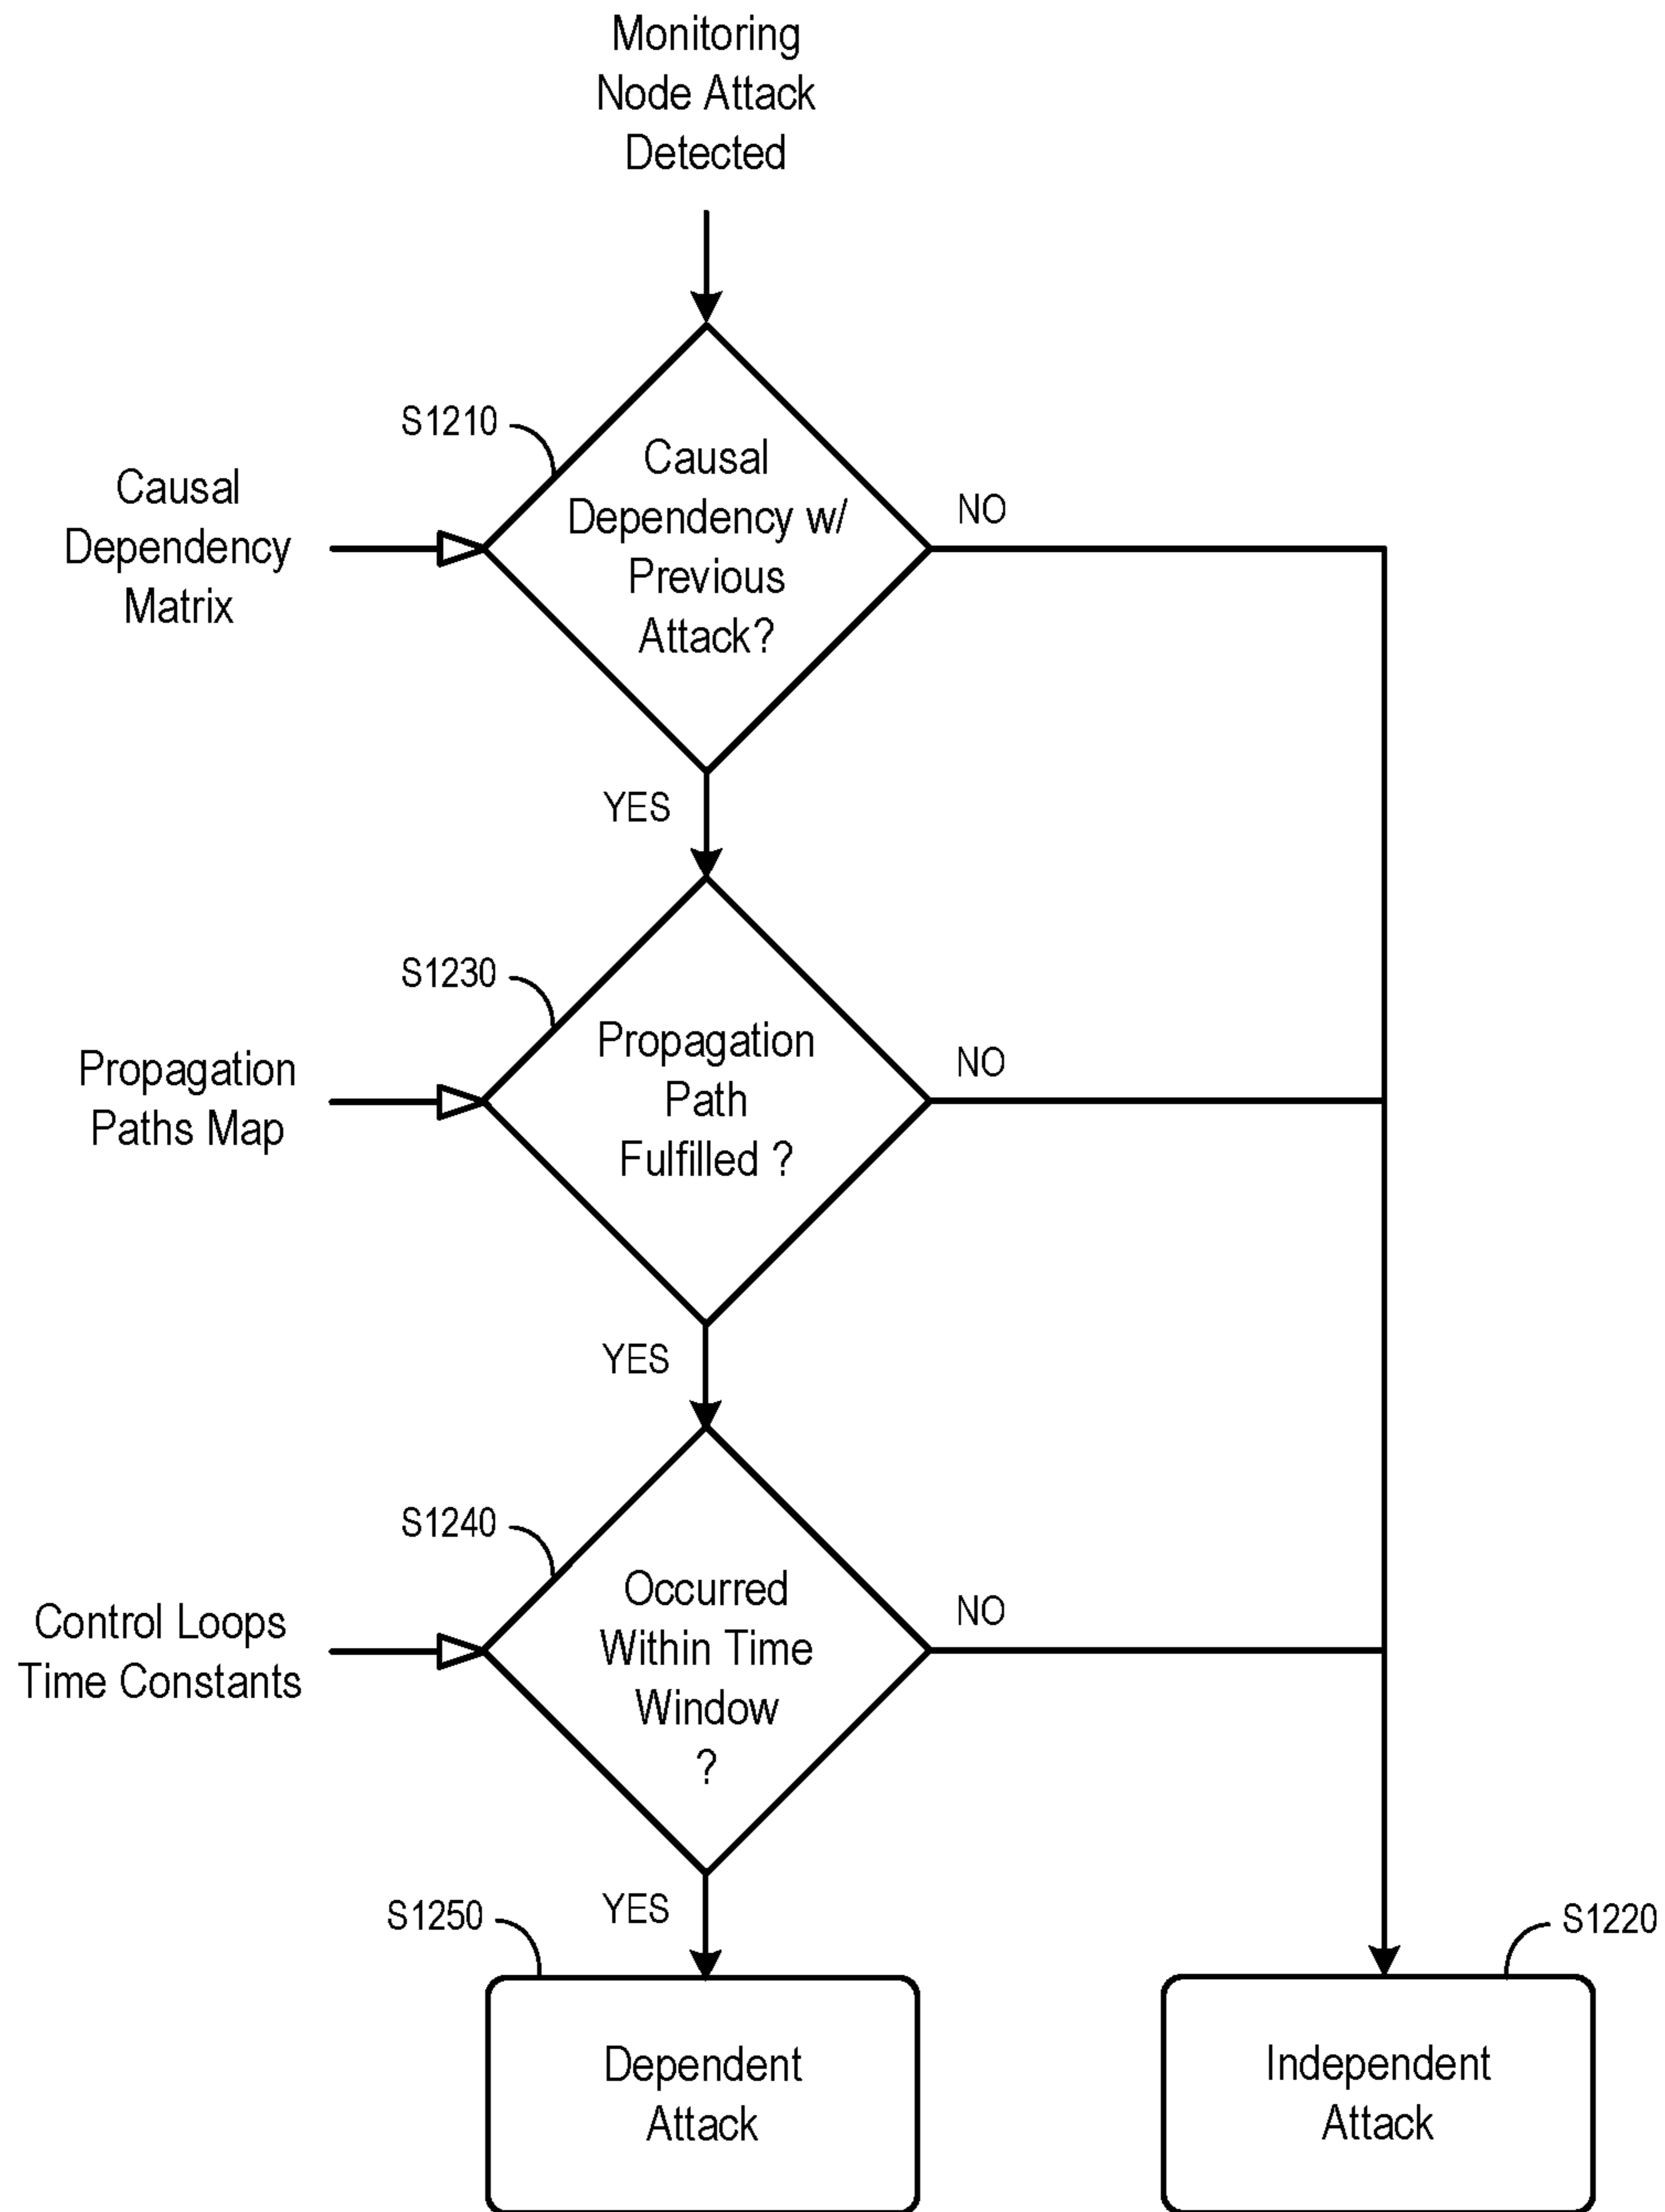 Monitoring
Node Attack
Detected
S1210
Causal
Dependency
Matrix
Causal
Dependency w/
Previous
Attack?
NO
YES
S1230
Propagation
Paths Map
Propagation
Path
Fulfilled ?
NO
YES
S1240
Control Loops
Time Constants
Occurred
Within Time
Window
?
NO
YES
S1250
S1220
Dependent
Attack
Independent
Attack